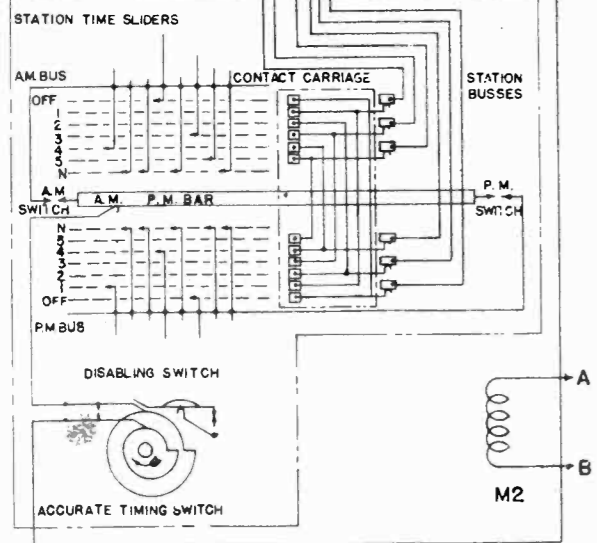 STATION TIME SLIDERS
A.M. BUS
CONTACT CARRIAGE
STATION
BUSSES
OFF
1
2
3
4
5
N
A.M.
SWITCH
A.M. P.M. BAR
P.M.
SWITCH
N
5
4
3
2
1
OFF
P.M. BUS
DISABLING SWITCH
A
B
M2
ACCURATE TIMING SWITCH